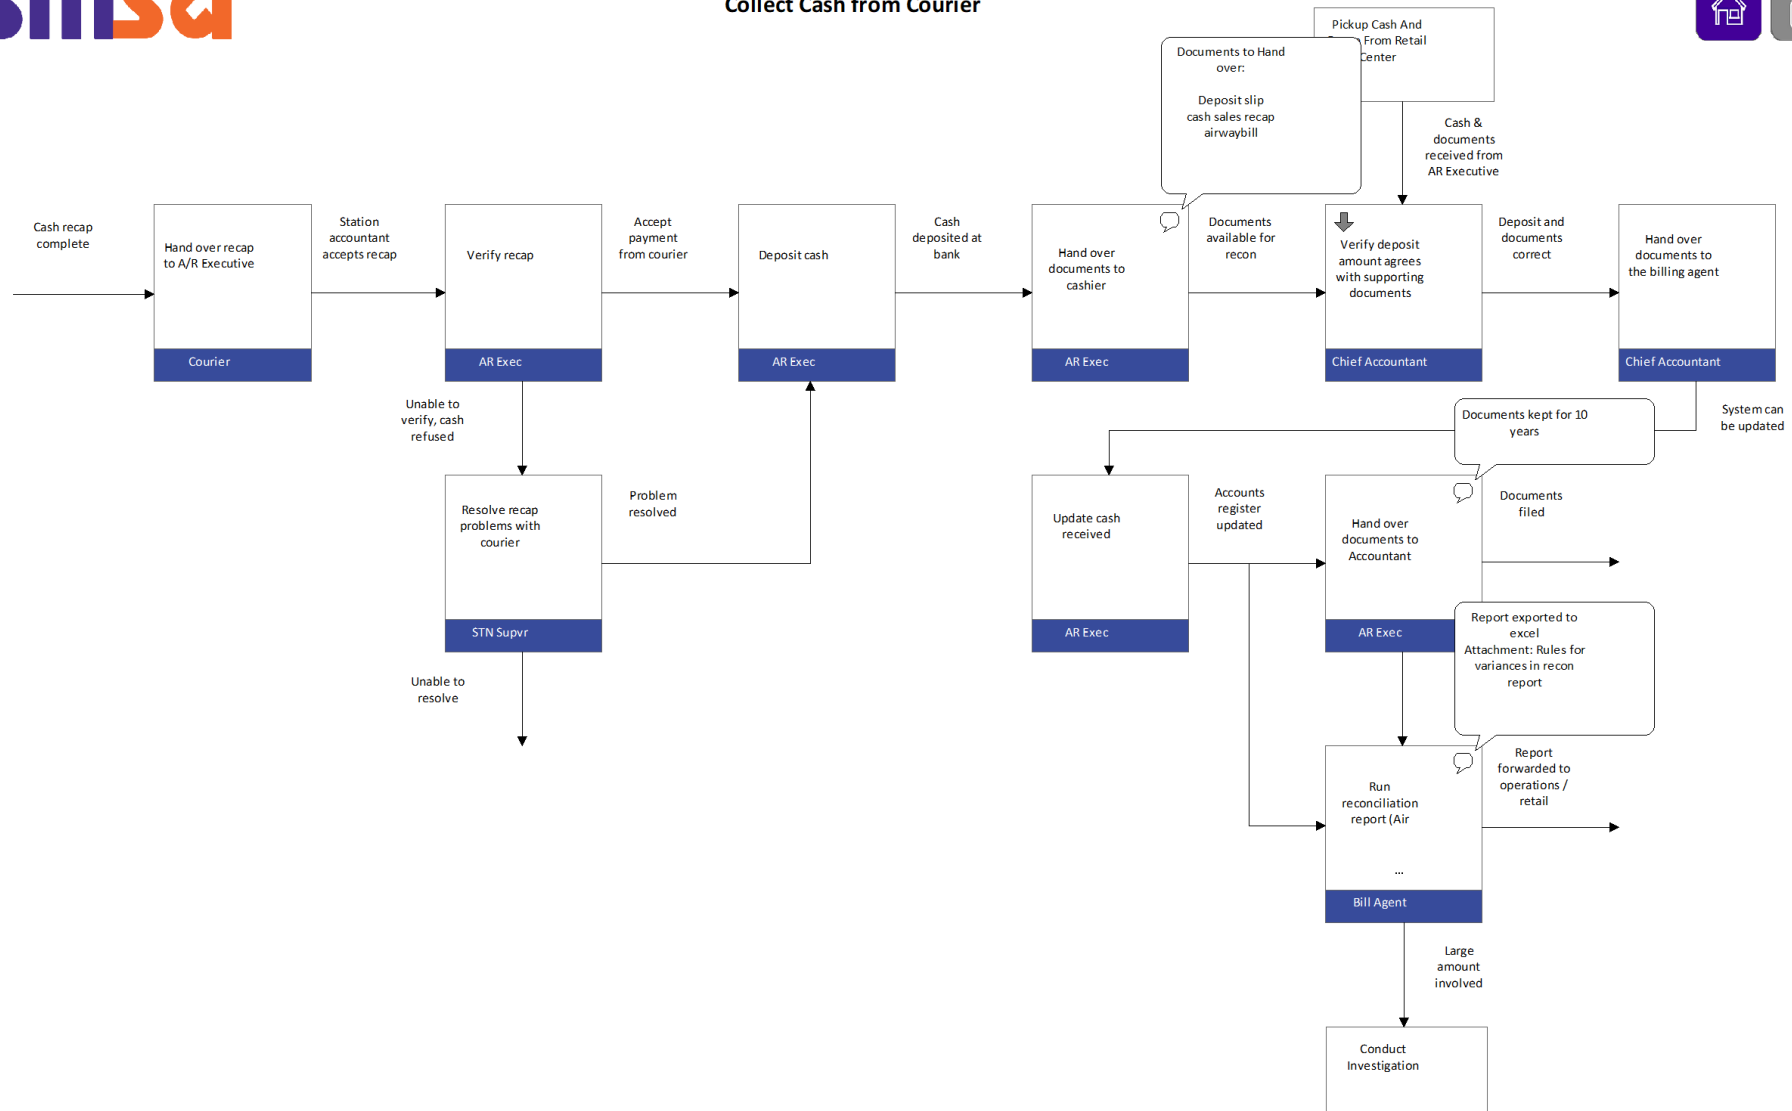 Collect Cash from Courier
Pickup Cash And
From Retail
Center
Documents to Hand
over:
Deposit slip
cash sales recap
airwaybill
Cash &
documents
received from
AR Executive
Cash recap
complete
Hand over recap
to A/R Executive
Courier
Station
accountant
accepts recap
Verify recap
AR Exec
Accept
payment
from courier
Deposit cash
AR Exec
Cash
deposited at
bank
Hand over
documents to
cashier
AR Exec
Documents
available for
recon
Verify deposit
amount agrees
with supporting
documents
Chief Accountant
Deposit and
documents
correct
Hand over
documents to
the billing agent
Chief Accountant
Unable to
verify, cash
refused
Documents kept for 10
years
System can
be updated
Resolve recap
problems with
courier
STN Supvr
Problem
resolved
Update cash
received
AR Exec
Accounts
register
updated
Hand over
documents to
Accountant
AR Exec
Documents
filed
Report exported to
excel
Attachment: Rules for
variances in recon
report
Unable to
resolve
Run
reconciliation
report (Air
...
Bill Agent
Report
forwarded to
operations /
retail
Large
amount
involved
Conduct
Investigation